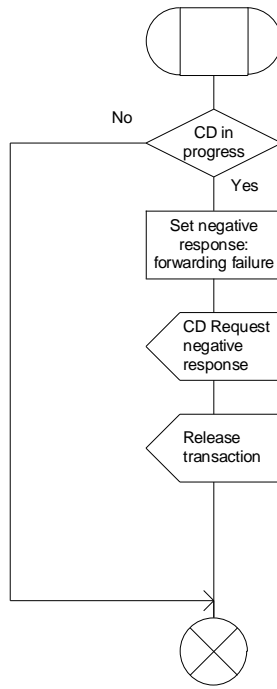 No
CD in
progress
Yes
Set negative
response:
forwarding failure
CD Request
negative
response
Release
transaction